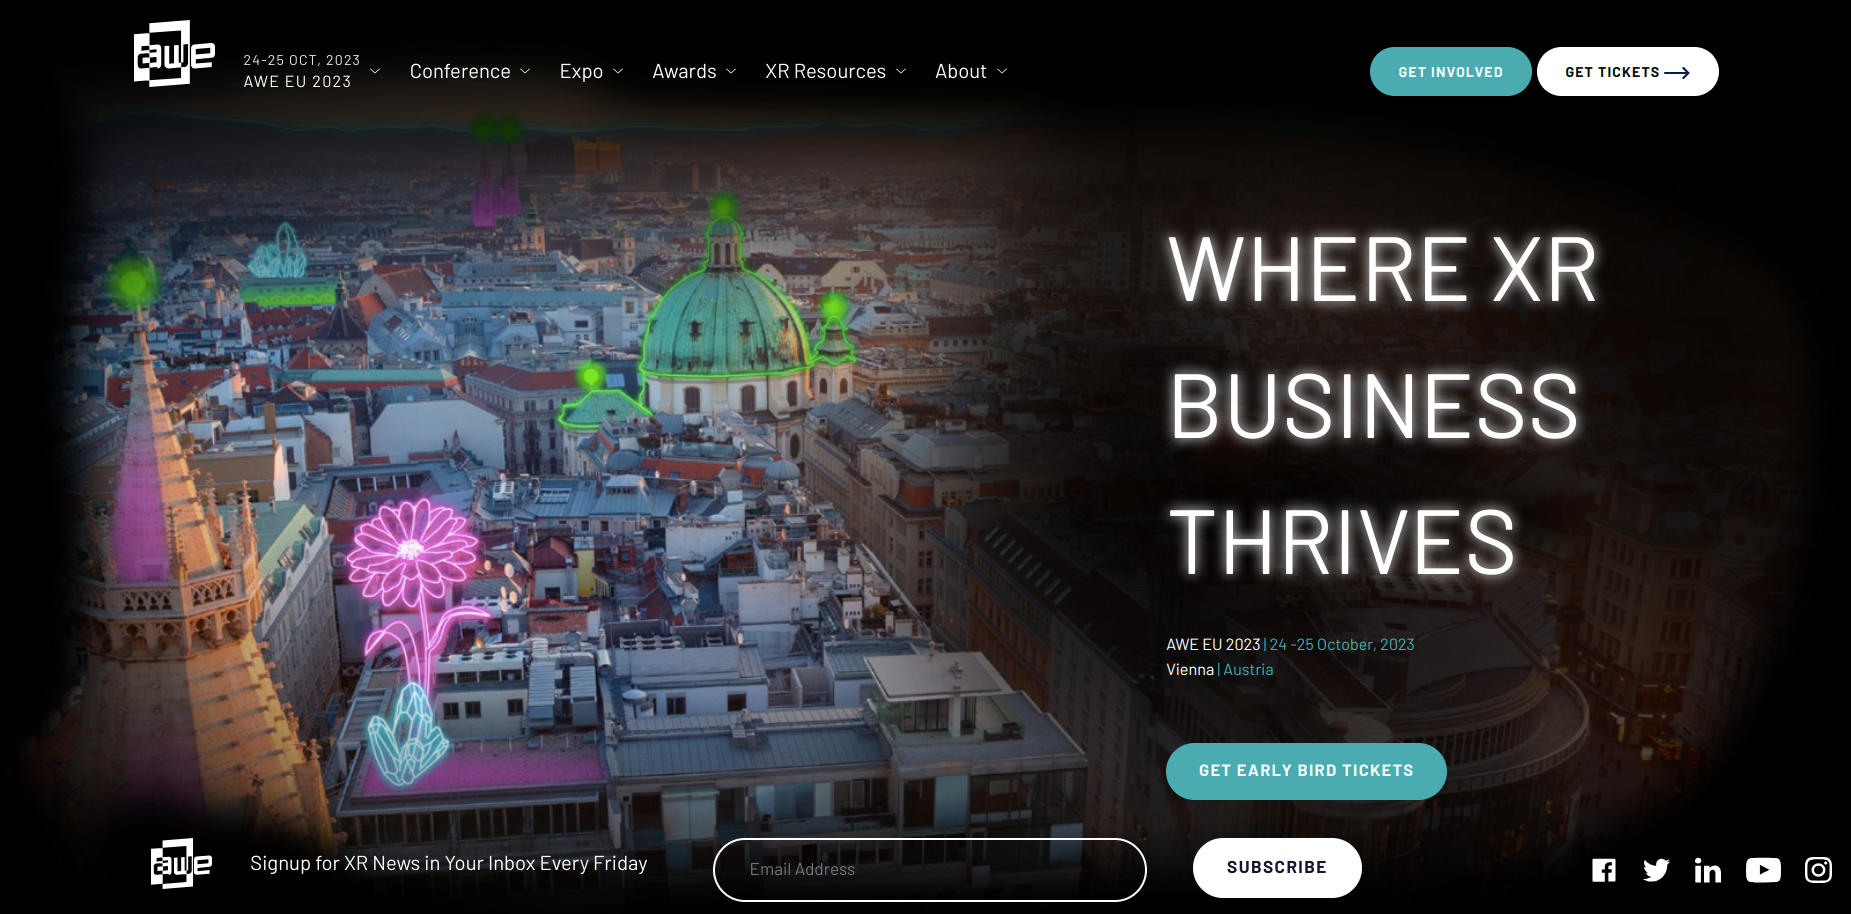 awe
24-25 OCT, 2023
AWE EU 2023
Conference
Expo
Awards
XR Resources
About
GET INVOLVED
GET TICKETS
WHERE XR
BUSINESS
THRIVES
AWE EU 2023 | 24 -25 October, 2023
Vienna | Austria
GET EARLY BIRD TICKETS
awe
Signup for XR News in Your Inbox Every Friday
Email Address
SUBSCRIBE